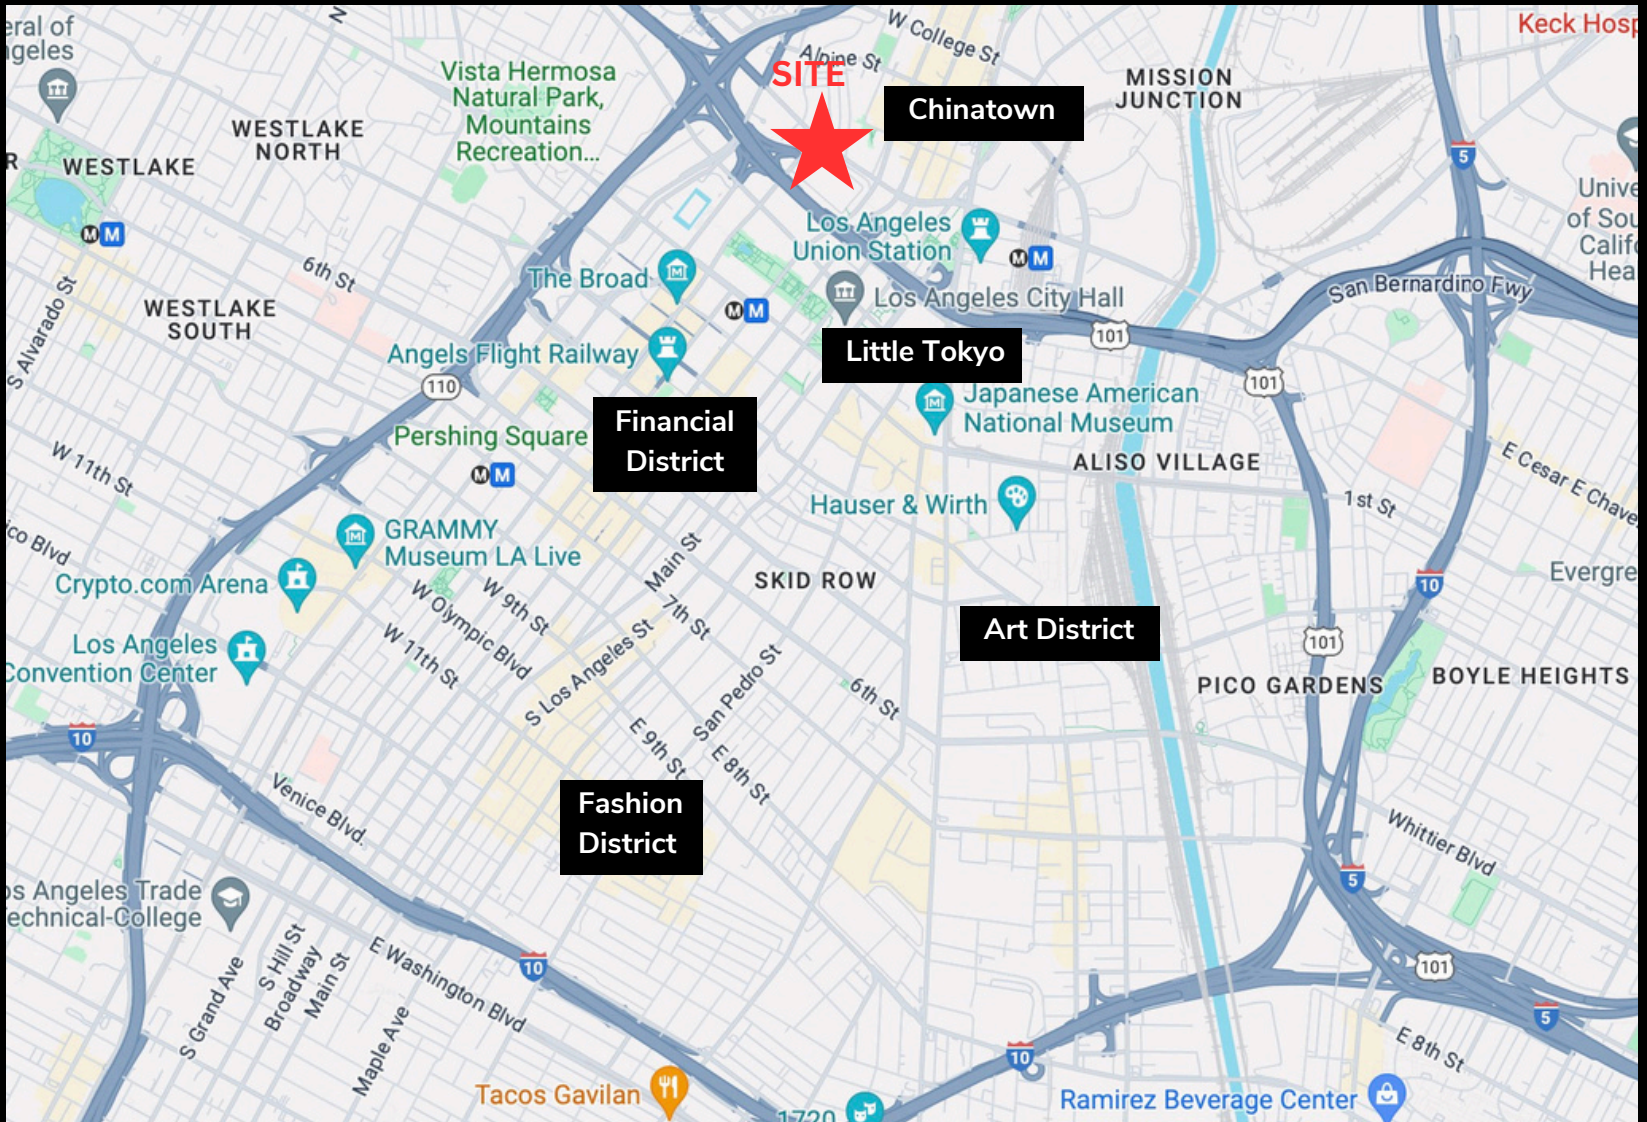 eral of
ngeles
N
Vista Hermosa
Natural Park,
Mountains
Recreation...
W College St
Alpine St
SITE
Chinatown
MISSION
JUNCTION
Keck Hosp
5
WESTLAKE
NORTH
R
WESTLAKE
M M
6th St
S Alvarado St
WESTLAKE
SOUTH
The Broad
M M
Los Angeles
Union Station
M M
Los Angeles City Hall
Unive
of Sou
Califo
Hea
San Bernardino Fwy
101
101
Little Tokyo
Angels Flight Railway
110
Financial
District
Pershing Square
M M
Japanese American
National Museum
ALISO VILLAGE
E Cesar E Chave
1st St
W 11th St
ico Blvd
Hauser & Wirth
GRAMMY
Museum LA Live
Crypto.com Arena
Main St
SKID ROW
10
Evergre
W 9th St
W Olympic Blvd
7th St
Art District
W 11th St
Los Angeles
Convention Center
S Los Angeles St
San Pedro St
6th St
101
PICO GARDENS
BOYLE HEIGHTS
10
E 9th St
E 8th St
Venice Blvd.
Fashion
District
Whittier Blvd
5
os Angeles Trade
echnical-College
S Hill St
Broadway
Main St
S Grand Ave
Maple Ave
E Washington Blvd
10
101
5
10
E 8th St
Tacos Gavilan
1720
Ramirez Beverage Center